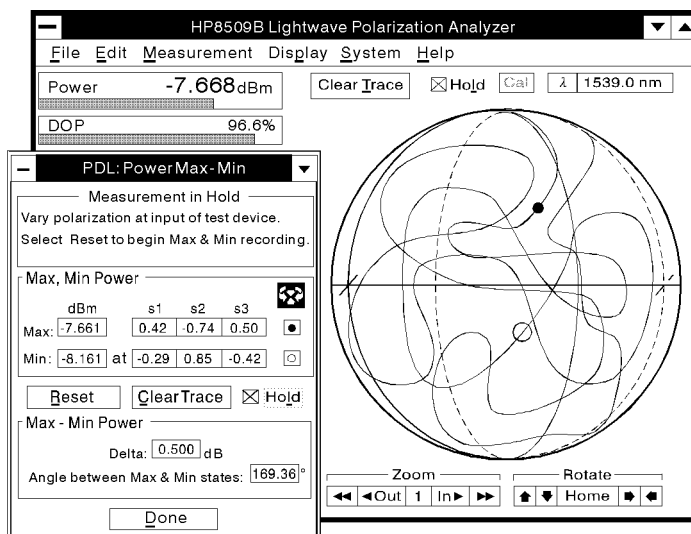 HP8509B Lightwave Polarization Analyzer
File Edit Measurement Display System Help
Power -7.668dBm
Clear Trace Hold Cal λ 1539.0 nm
DOP 96.6%
PDL: Power Max-Min
Measurement in Hold
Vary polarization at input of test device.
Select Reset to begin Max & Min recording.
Max, Min Power
dBm s1 s2 s3
Max: -7.661 0.42 -0.74 0.50
Min: -8.161 at -0.29 0.85 -0.42
Reset Clear Trace Hold
Max - Min Power
Delta: 0.500 dB
Angle between Max & Min states: 169.36°
Done
Zoom
Out 1 In
Rotate
Home